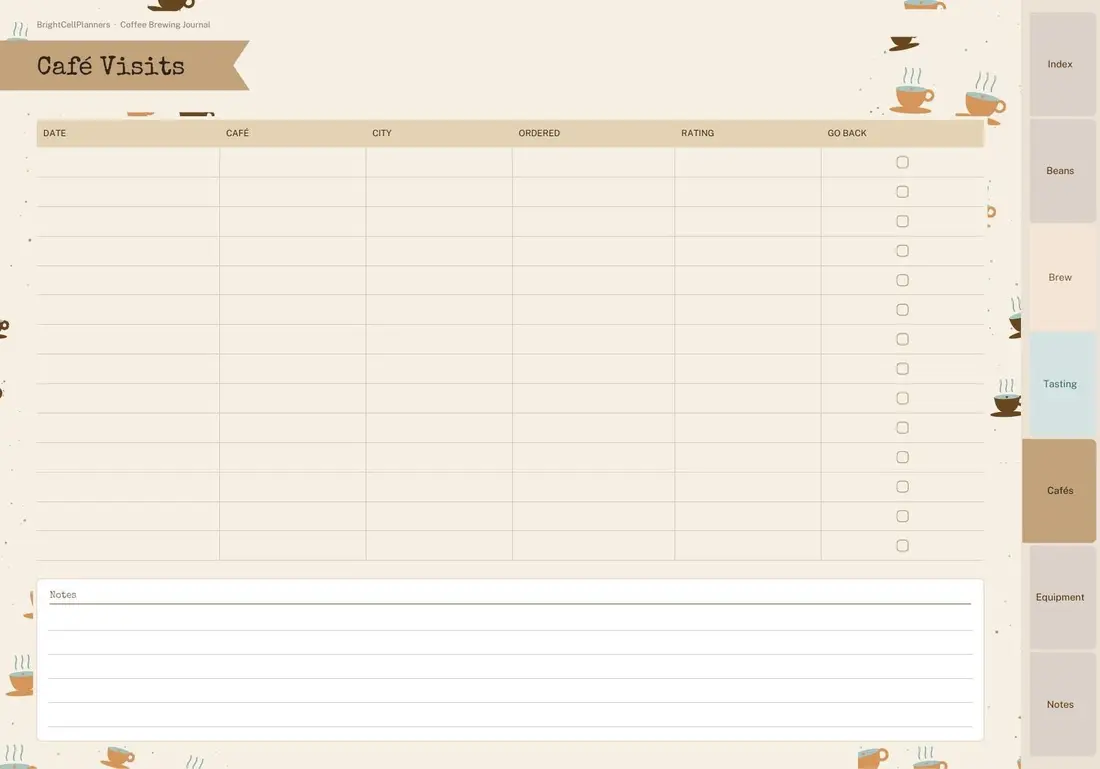 BrightCellPlanners · Coffee Brewing Journal
Café Visits
DATE CAFÉ CITY ORDERED RATING GO BACK
Notes
Index
Beans
Brew
Tasting
Cafés
Equipment
Notes